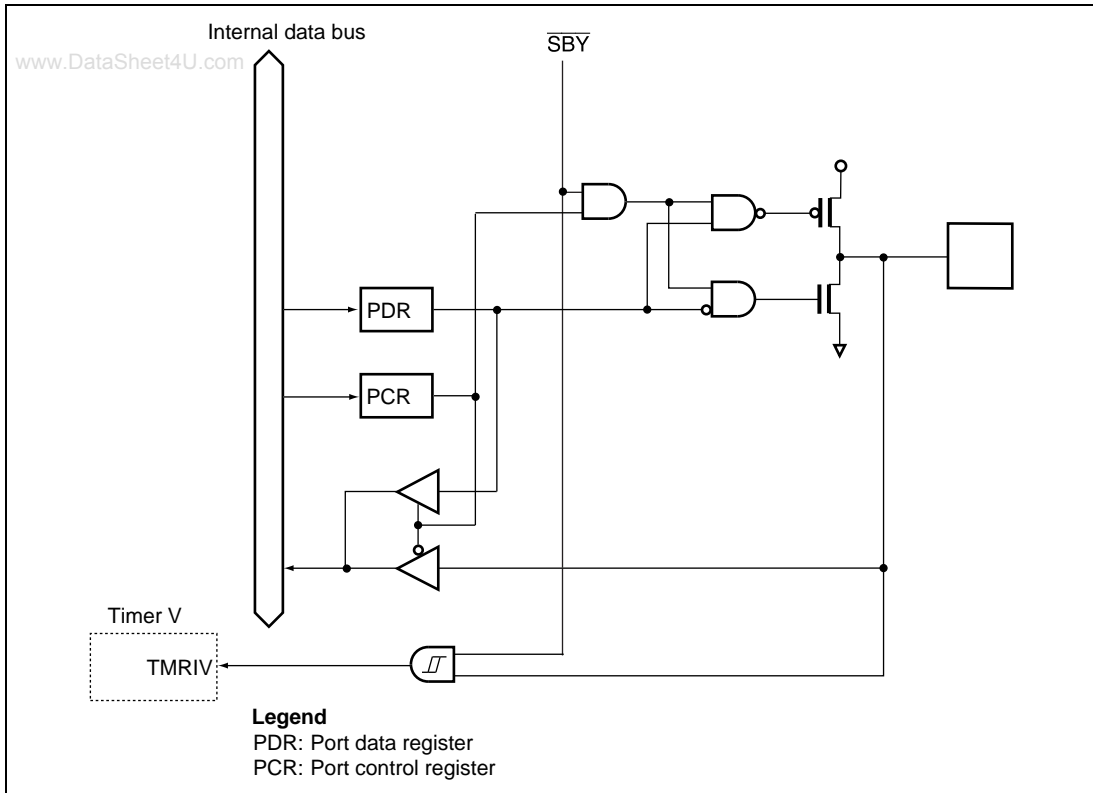 Internal data bus
www.DataSheet4U.com
SBY
PDR
PCR
Timer V
TMRIV
Legend
PDR: Port data register
PCR: Port control register